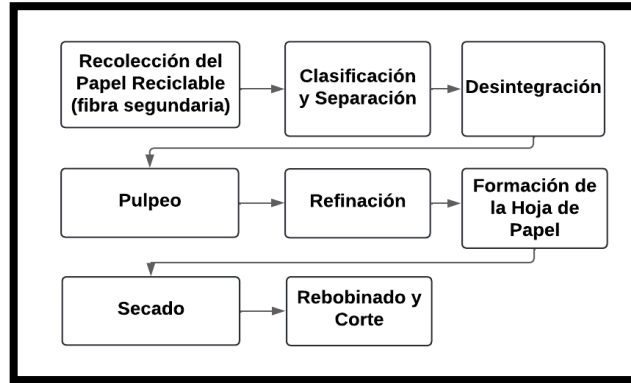 Recolección del
Papel Reciclable
(fibra segundaria)
Clasificación
y Separación
Desintegración
Pulpeo
Refinación
Formación de
la Hoja de
Papel
Secado
Rebobinado y
Corte